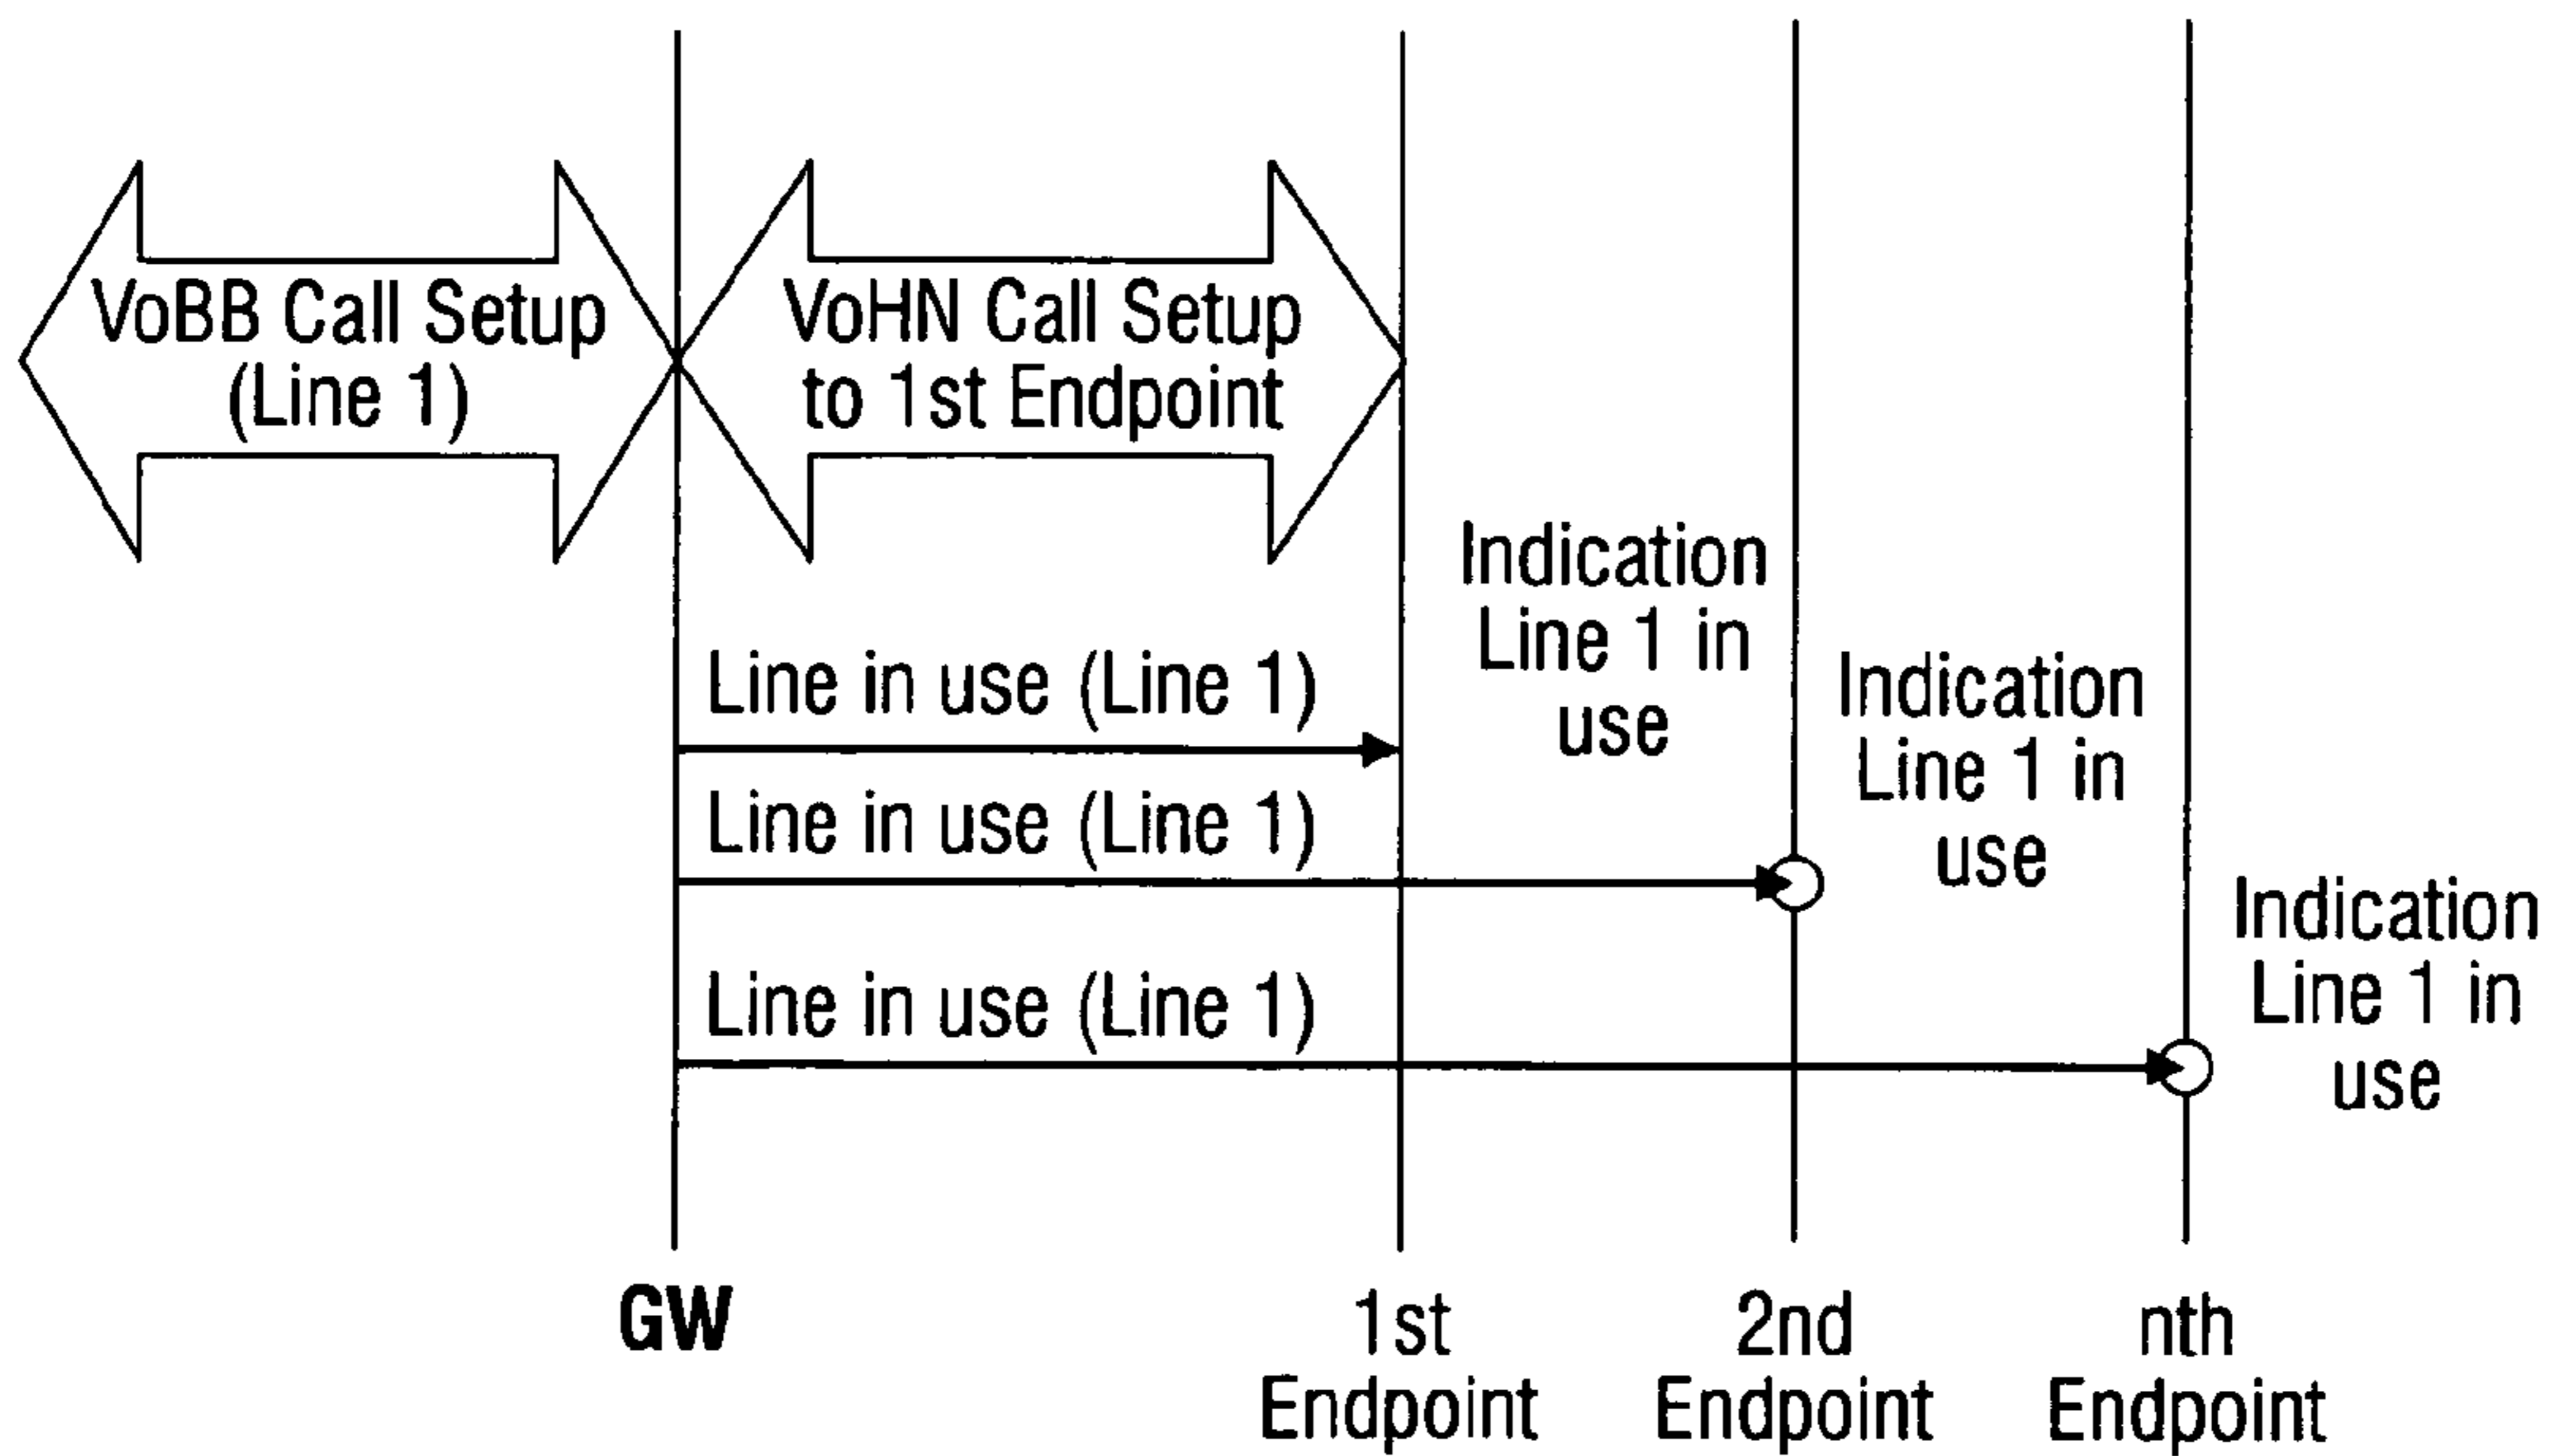 VoBB Call Setup
(Line 1)
VoHN Call Setup
to 1st Endpoint
Indication
Line 1 in
use
Line in use (Line 1)
Indication
Line 1 in
use
Line in use (Line 1)
Indication
Line 1 in
use
Line in use (Line 1)
GW
1st
Endpoint
2nd
Endpoint
nth
Endpoint